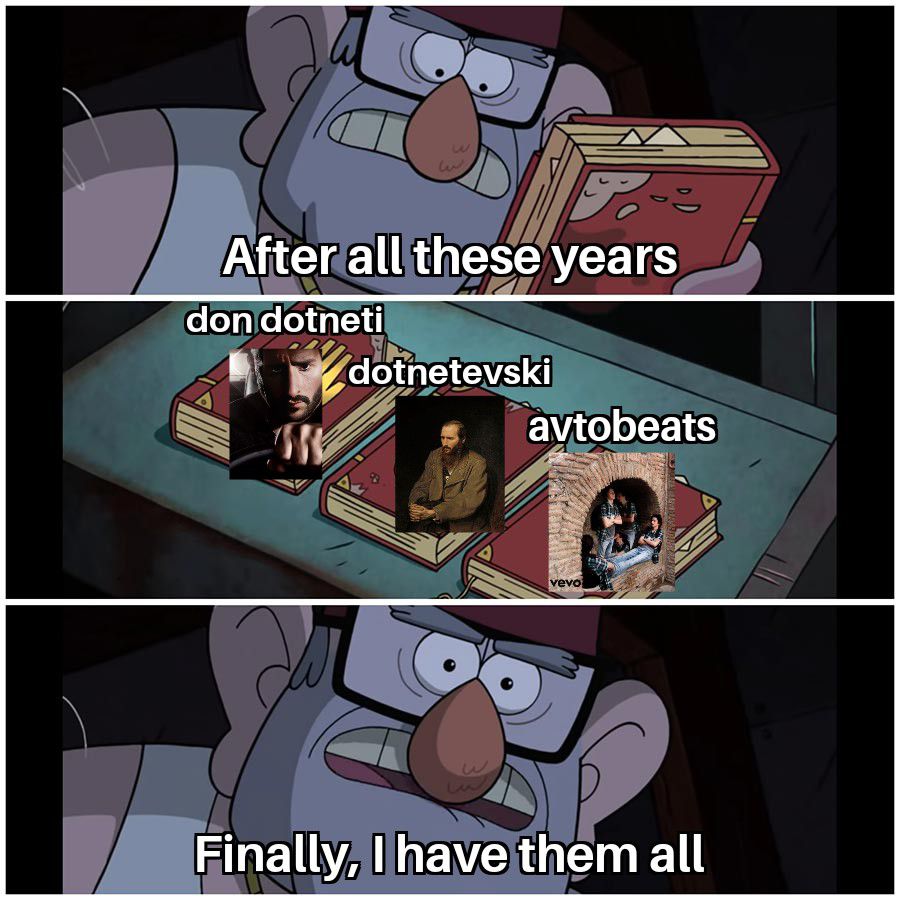 After all these years
don dotneti
dotnetevski
avtobeats
vevo
Finally, I have them all